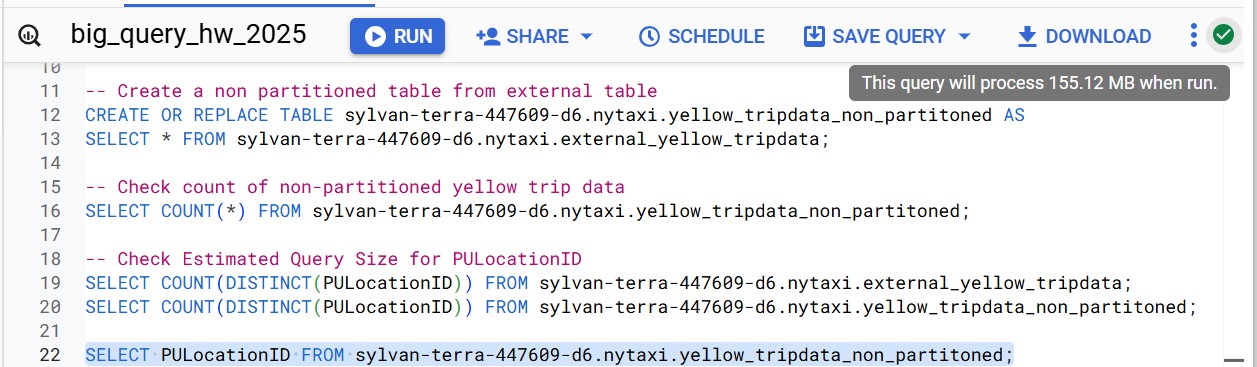 big_query_hw_2025 RUN SHARE SCHEDULE SAVE QUERY DOWNLOAD
This query will process 155.12 MB when run.
10
11 -- Create a non partitioned table from external table
12 CREATE OR REPLACE TABLE sylvan-terra-447609-d6.nytaxi.yellow_tripdata_non_partitoned AS
13 SELECT * FROM sylvan-terra-447609-d6.nytaxi.external_yellow_tripdata;
14
15 -- Check count of non-partitioned yellow trip data
16 SELECT COUNT(*) FROM sylvan-terra-447609-d6.nytaxi.yellow_tripdata_non_partitoned;
17
18 -- Check Estimated Query Size for PULocationID
19 SELECT COUNT(DISTINCT(PULocationID)) FROM sylvan-terra-447609-d6.nytaxi.external_yellow_tripdata;
20 SELECT COUNT(DISTINCT(PULocationID)) FROM sylvan-terra-447609-d6.nytaxi.yellow_tripdata_non_partitoned;
21
22 SELECT PULocationID FROM sylvan-terra-447609-d6.nytaxi.yellow_tripdata_non_partitoned;